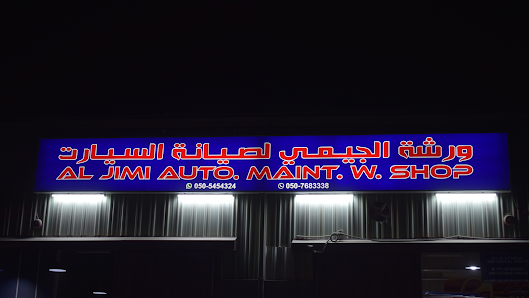 ورشة الجيمي لصيانة السيارت
AL JIMI AUTO. MAINT. W. SHOP
050-5454324 050-7683338